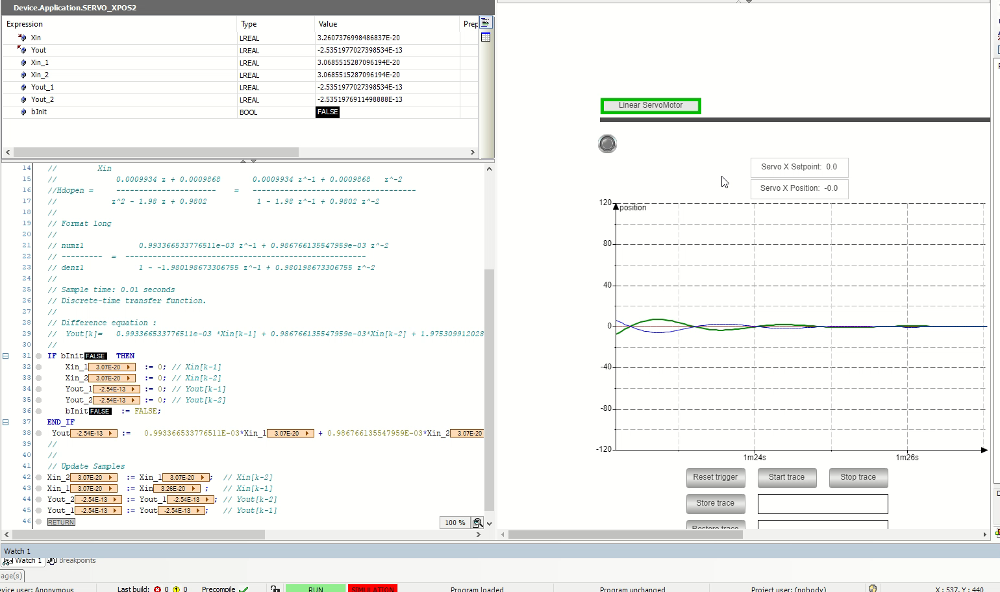 Device.Application.SERVO_XPOS2
Expression Type Value Prep
Xin LREAL 3.2607376998486837E-20
Yout LREAL -2.5351977027398534E-13
Xin_1 LREAL 3.0685515287096194E-20
Xin_2 LREAL 3.0685515287096194E-20
Yout_1 LREAL -2.5351977027398534E-13
Yout_2 LREAL -2.5351976911498888E-13
bInit BOOL FALSE
14 // Xin
15 // 0.0009934 z + 0.0009868 0.0009934 z^-1 + 0.0009868 z^-2
16 //Hdopen = ---------------------- = ------------------------------------
17 // z^2 - 1.98 z + 0.9802 1 - 1.98 z^-1 + 0.9802 z^-2
18 //
19 // Format long
20 //
21 // numz1 0.993366533776511e-03 z^-1 + 0.986766135547959e-03 z^-2
22 // --------- = -----------------------------------------------------
23 // denz1 1 - -1.980198673306755 z^-1 + 0.980198673306755 z^-2
24 //
25 // Sample time: 0.01 seconds
26 // Discrete-time transfer function.
27 //
28 // Difference equation :
29 // Yout[k]= 0.993366533776511e-03 *Xin[k-1] + 0.986766135547959e-03*Xin[k-2] + 1.975309912028
30 //
31 IF bInit FALSE THEN
32 Xin_1 3.07E-20 := 0; // Xin[k-1]
33 Xin_2 3.07E-20 := 0; // Xin[k-2]
34 Yout_1 -2.54E-13 := 0; // Yout[k-1]
35 Yout_2 -2.54E-13 := 0; // Yout[k-2]
36 bInit FALSE := FALSE;
37 END_IF
38 Yout -2.54E-13 := 0.993366533776511E-03*Xin_1 3.07E-20 + 0.986766135547959E-03*Xin_2 3.07E-20
39 //
40 //
41 // Update Samples
42 Xin_2 3.07E-20 := Xin_1 3.07E-20 ; // Xin[k-2]
43 Xin_1 3.07E-20 := Xin 3.26E-20 ; // Xin[k-1]
44 Yout_2 -2.54E-13 := Yout_1 -2.54E-13 ; // Yout[k-2]
45 Yout_1 -2.54E-13 := Yout -2.54E-13 ; // Yout[k-1]
46 RETURN
100 %
Linear ServoMotor
Servo X Setpoint: 0.0
Servo X Position: -0.0
position
120
80
40
0
-40
-80
-120
1m24s 1m26s
Reset trigger Start trace Stop trace
Store trace
Restore trace
Watch 1
Watch 1 Breakpoints
age(s)
evice user: Anonymous Last build: 0 0 Precompile RUN SIMULATION Program loaded Program unchanged Project user: (nobody) X : 537, Y : 440